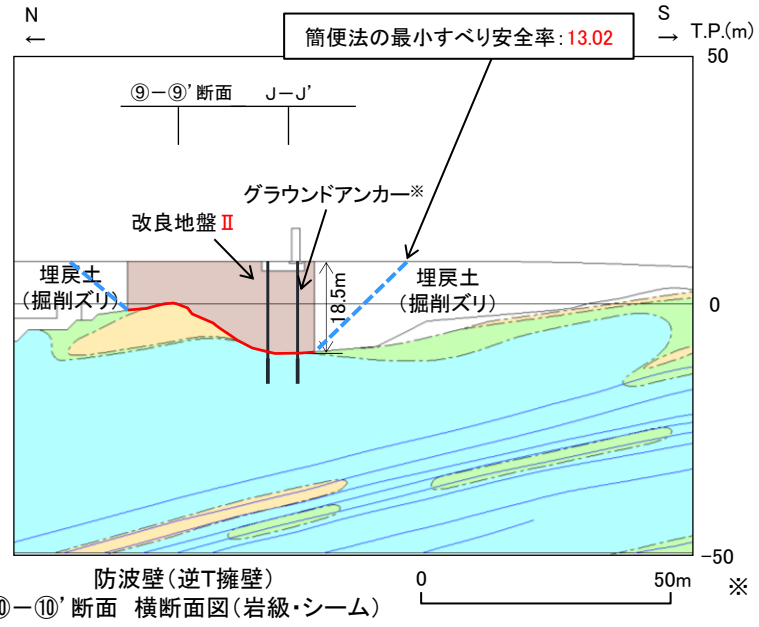 N
←
S
→
T.P.(m)
簡便法の最小すべり安全率：13.02
50
⑨－⑨’断面
J－J’
グラウンドアンカー※
改良地盤Ⅱ
埋戻土
（掘削ズリ）
18.5m
埋戻土
（掘削ズリ）
0
-50
防波壁（逆T擁壁）
0
50m
※
－⑩’断面 横断面図（岩級・シーム）